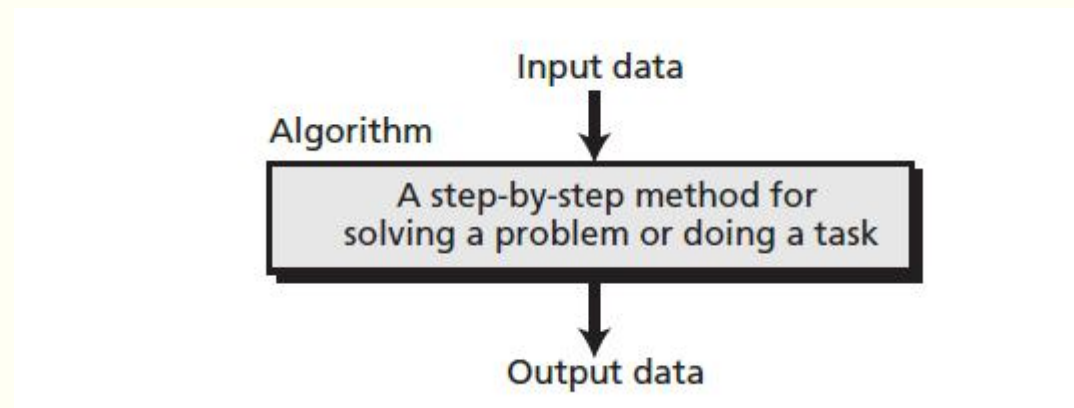 Input data
Algorithm
A step-by-step method for
solving a problem or doing a task
Output data